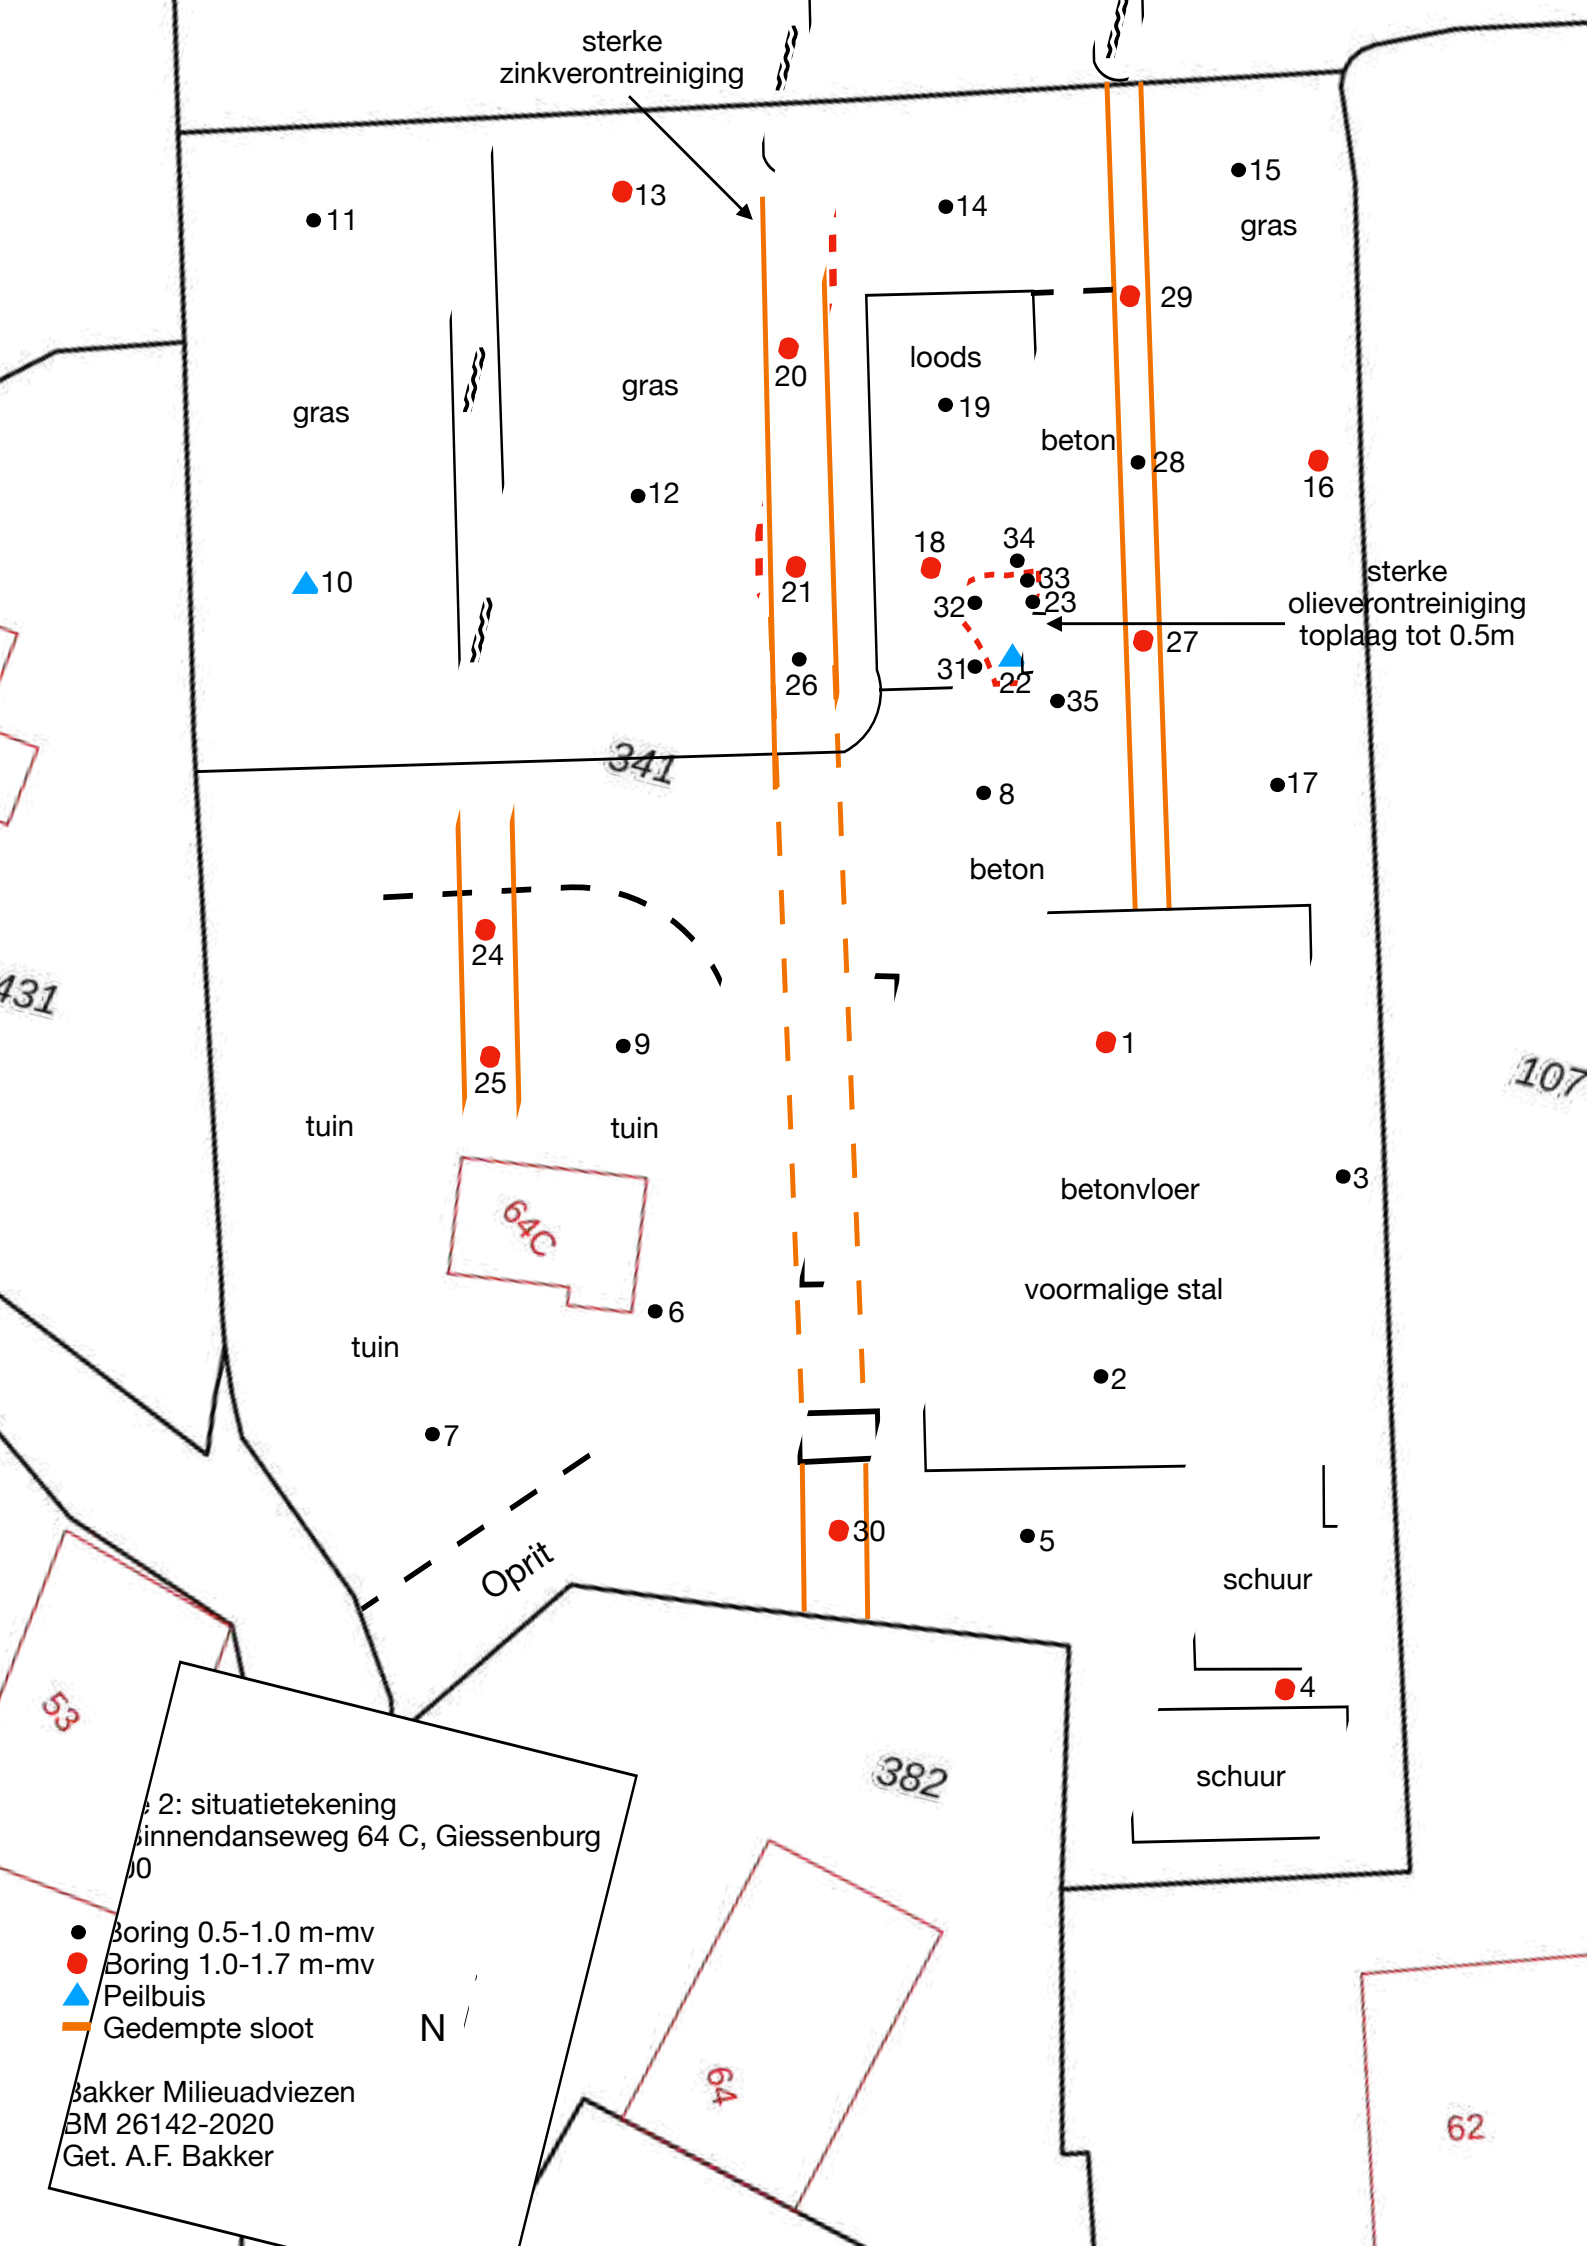 sterke
zinkverontreiniging
15
13
14
11
gras
29
loods
20
gras
gras
19
beton
28
12
16
34
18
sterke
33
10
olieverontreiniging
21
32
23
toplaag tot 0.5m
27
31
26
22
35
341
17
8
beton
24
431
9
1
25
107
tuin
tuin
3
betonvloer
64C
voormalige stal
6
tuin
2
7
30
5
Oprit
schuur
4
53
382
schuur
2: situatietekening
Binnendanseweg 64 C, Giessenburg
Boring 0.5-1.0 m-mv
Boring 1.0-1.7 m-mv
Peilbuis
Gedempte sloot
N
64
Bakker Milieuadviezen
62
BM 26142-2020
Get. A.F. Bakker